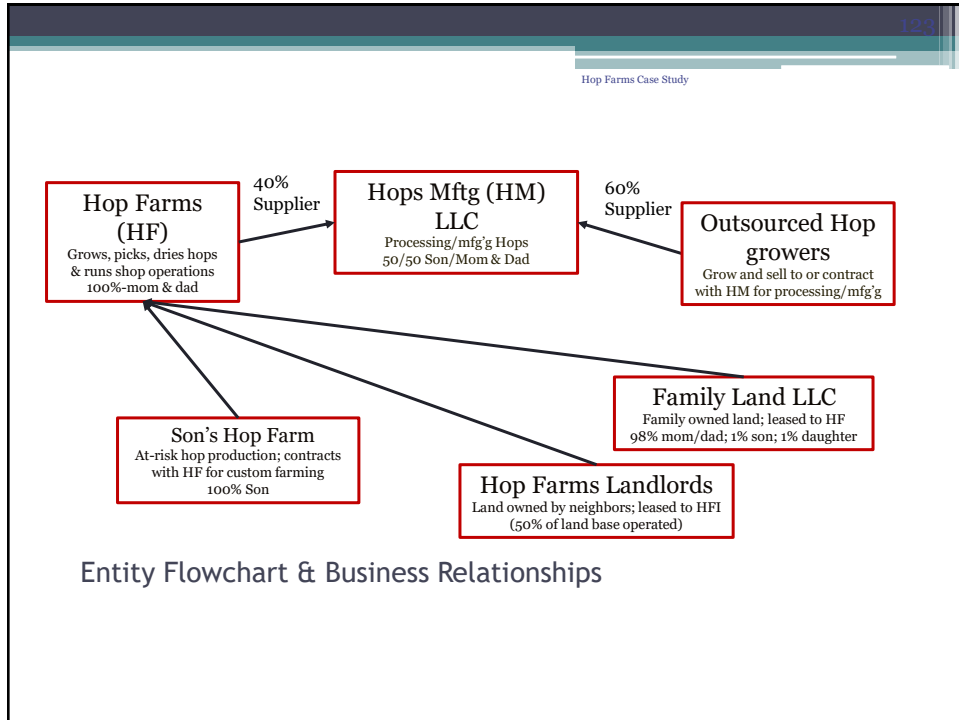 123
Hop Farms Case Study
40%
Supplier
Hop Farms
(HF)
Grows, picks, dries hops
& runs shop operations
100%-mom & dad
Hops Mftg (HM)
LLC
Processing/mfg'g Hops
50/50 Son/Mom & Dad
60%
Supplier
Outsourced Hop
growers
Grow and sell to or contract
with HM for processing/mfg'g
Family Land LLC
Family owned land; leased to HF
98% mom/dad; 1% son; 1% daughter
Son's Hop Farm
At-risk hop production; contracts
with HF for custom farming
100% Son
Hop Farms Landlords
Land owned by neighbors; leased to HFI
(50% of land base operated)
Entity Flowchart & Business Relationships